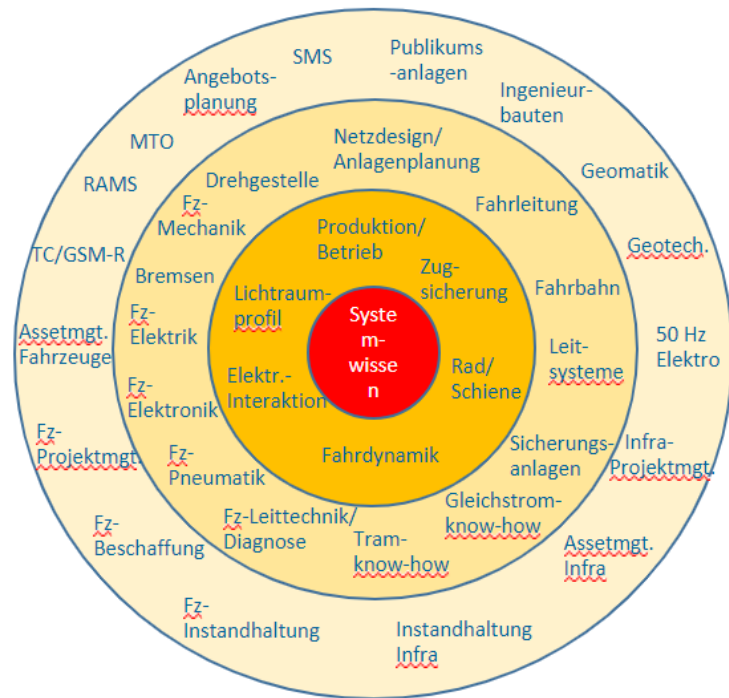 SMS
Publikums
-anlagen
Angebots-
planung
Ingenieur-
bauten
MTO
Geomatik
RAMS
TC/GSM-R
Geotech.
Assetmgt.
Fahrzeuge
50 Hz
Elektro
Fz-
Projektmgt.
Infra-
Projektmgt.
Fz-
Beschaffung
Assetmgt.
Infra
Fz-
Instandhaltung
Instandhaltung
Infra
Netzdesign/
Anlagenplanung
Drehgestelle
Fz-
Mechanik
Fahrleitung
Bremsen
Fahrbahn
Fz-
Elektrik
Leit-
systeme
Fz-
Elektronik
Sicherungs-
anlagen
Fz-
Pneumatik
Gleichstrom-
know-how
Fz-Leittechnik/
Diagnose
Tram-
know-how
Produktion/
Betrieb
Zug-
sicherung
Lichtraum-
profil
Elektr.-
Interaktion
Rad/
Schiene
Fahrdynamik
Syste
m-
wisse
n